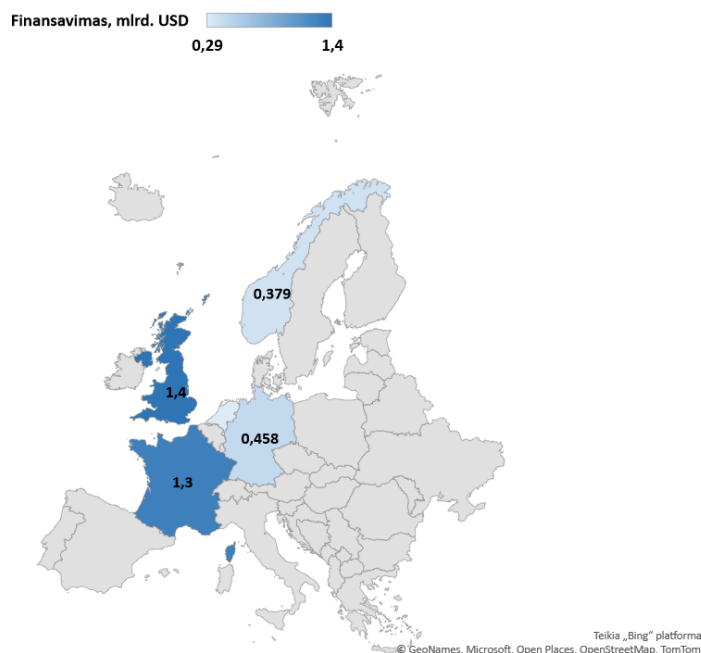 Finansavimas, mlrd. USD
0,29 1,4
0,379
1,4
0,458
1,3
Teikia „Bing” platforma
© GeoNames, Microsoft, Open Places, OpenStreetMap, TomTom